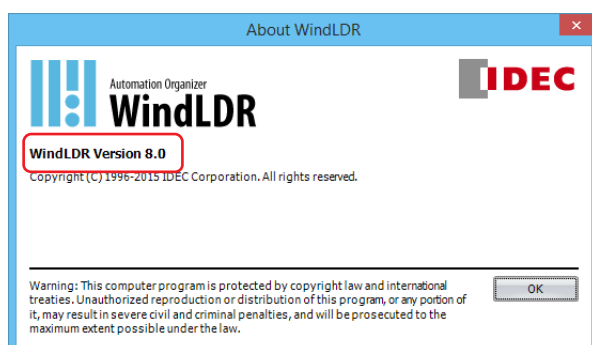 About WindLDR
×
IDEC
Automation Organizer
WindLDR
WindLDR Version 8.0
Copyright (C) 1996-2015 IDEC Corporation. All rights reserved.
Warning: This computer program is protected by copyright law and international
treaties. Unauthorized reproduction or distribution of this program, or any portion of
it, may result in severe civil and criminal penalties, and will be prosecuted to the
maximum extent possible under the law.
OK